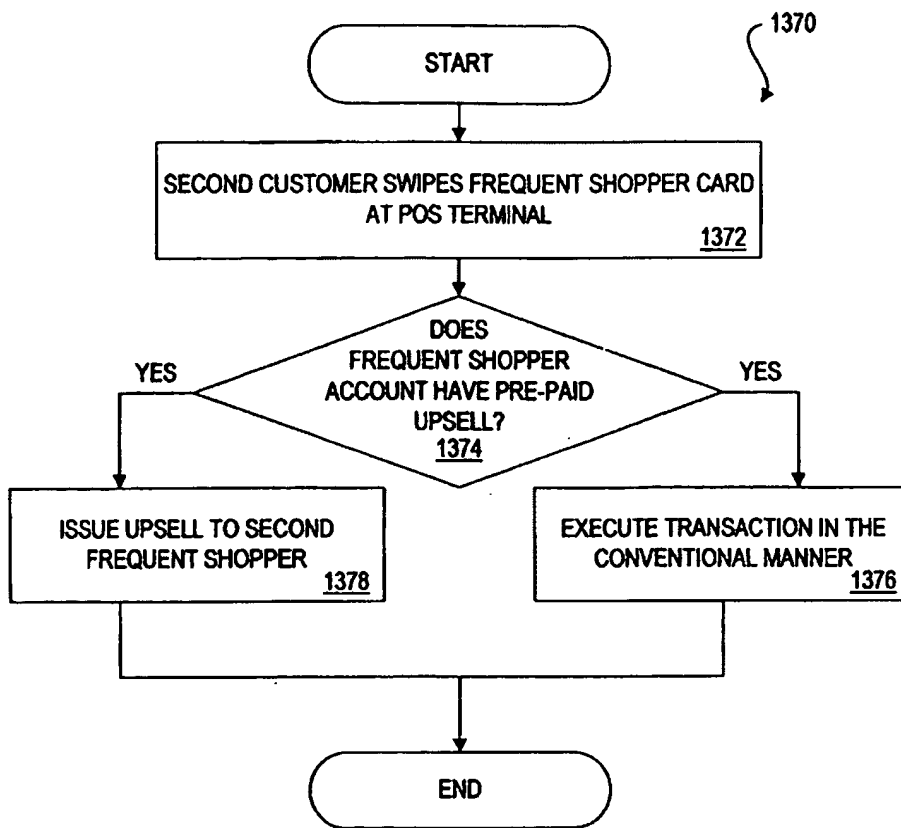 1370
START
SECOND CUSTOMER SWIPES FREQUENT SHOPPER CARD
AT POS TERMINAL
1372
DOES
FREQUENT SHOPPER
ACCOUNT HAVE PRE-PAID
UPSELL?
1374
YES
YES
ISSUE UPSELL TO SECOND
FREQUENT SHOPPER
1378
EXECUTE TRANSACTION IN THE
CONVENTIONAL MANNER
1376
END